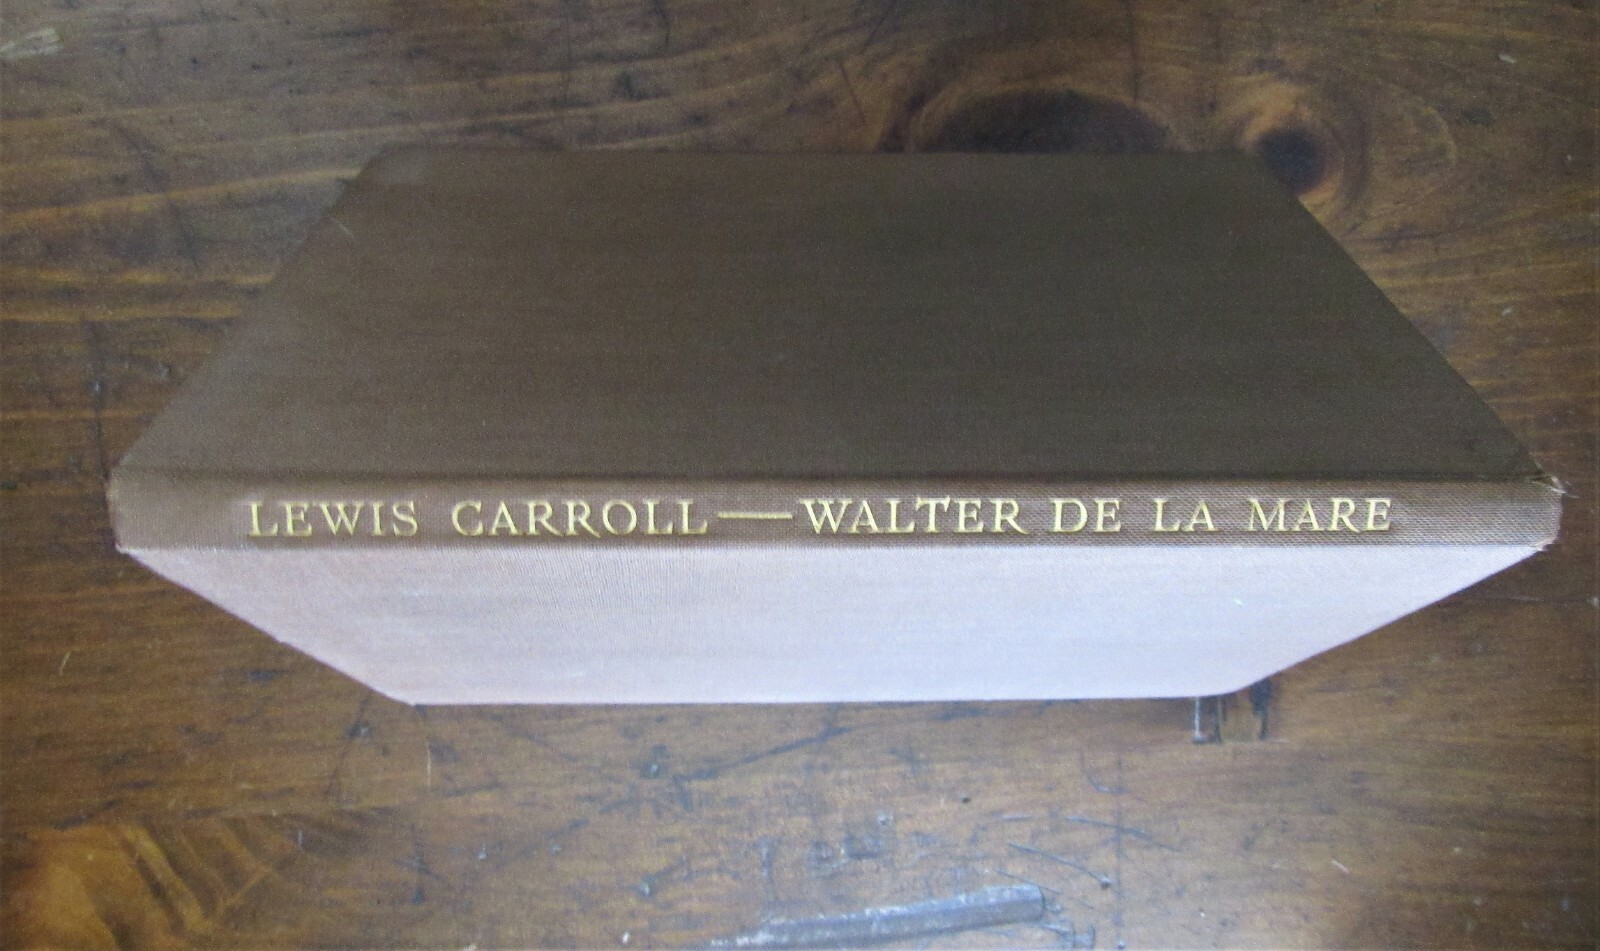 LEWIS CARROLL — WALTER DE LA MARE